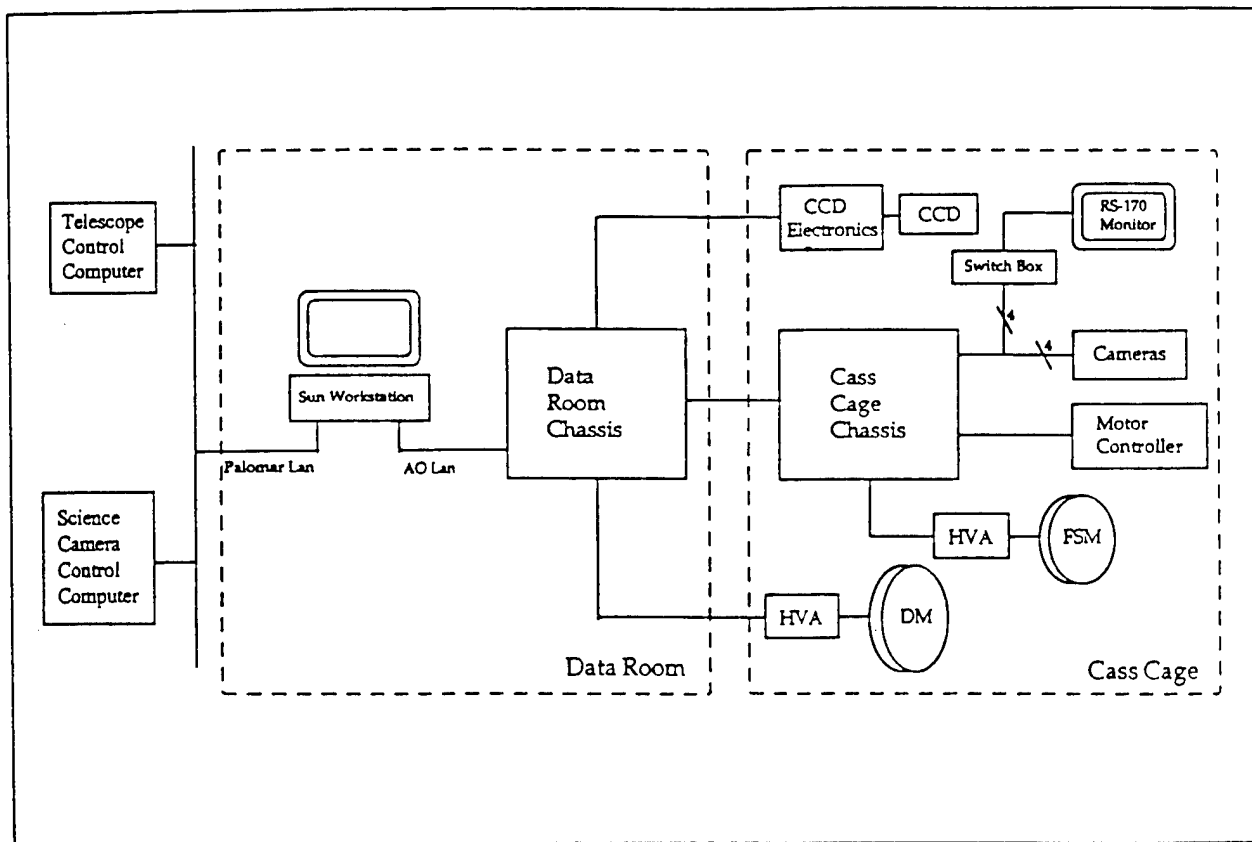 Telescope
Control
Computer
Science
Camera
Control
Computer
Palomar Lan
Sun Workstation
AO Lan
Data
Room
Chassis
Data Room
CCD
Electronics
CCD
RS-170
Monitor
Switch Box
4
4
Cameras
Cass
Cage
Chassis
Motor
Controller
HVA
FSM
HVA
DM
Cass Cage